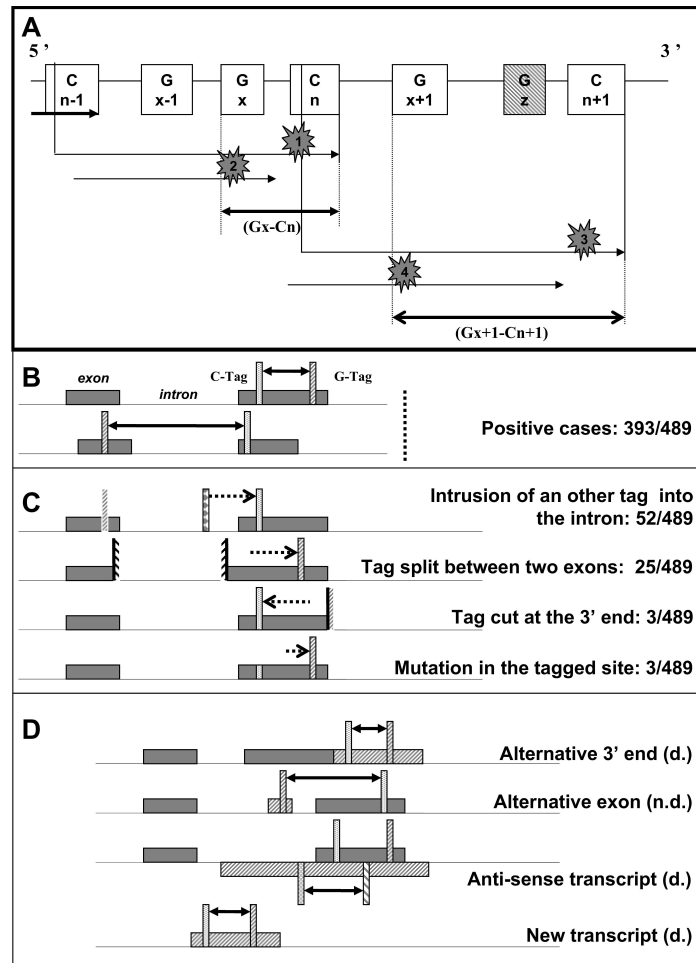 A
5 ’
3 ’
C
n-1
G
x-1
G
x
C
n
G
x+1
G
z
C
n+1
1
2
(Gx-Cn)
3
4
(Gx+1-Cn+1)
B
exon
intron
C-Tag
G-Tag
Positive cases: 393/489
C
Intrusion of an other tag into
the intron: 52/489
Tag split between two exons: 25/489
Tag cut at the 3’ end: 3/489
Mutation in the tagged site: 3/489
D
Alternative 3’ end (d.)
Alternative exon (n.d.)
Anti-sense transcript (d.)
New transcript (d.)